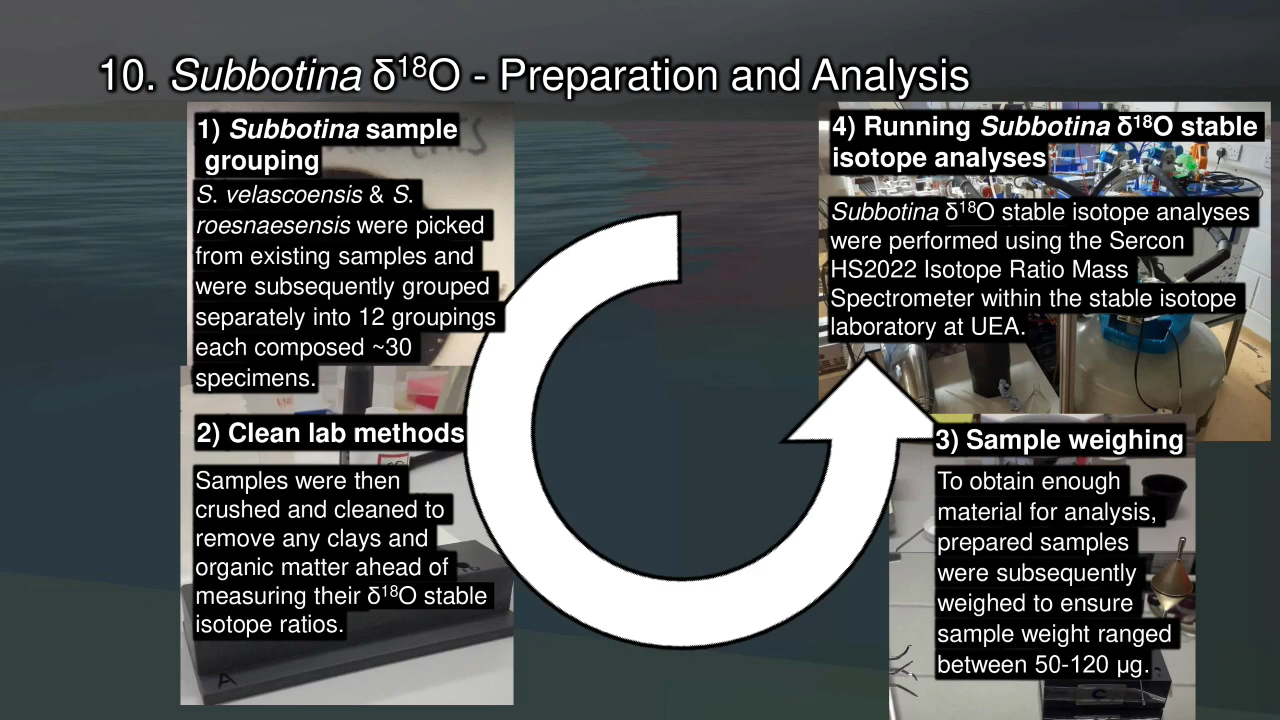 10. Subbotina δ¹⁸O - Preparation and Analysis
1) Subbotina sample
grouping
S. velascoensis & S.
roesnaesensis were picked
from existing samples and
were subsequently grouped
separately into 12 groupings
each composed ~30
specimens.
2) Clean lab methods
Samples were then
crushed and cleaned to
remove any clays and
organic matter ahead of
measuring their δ¹⁸O stable
isotope ratios.
A
3) Sample weighing
To obtain enough
material for analysis,
prepared samples
were subsequently
weighed to ensure
sample weight ranged
between 50-120 µg.
C
4) Running Subbotina δ¹⁸O stable
isotope analyses
Subbotina δ¹⁸O stable isotope analyses
were performed using the Sercon
HS2022 Isotope Ratio Mass
Spectrometer within the stable isotope
laboratory at UEA.